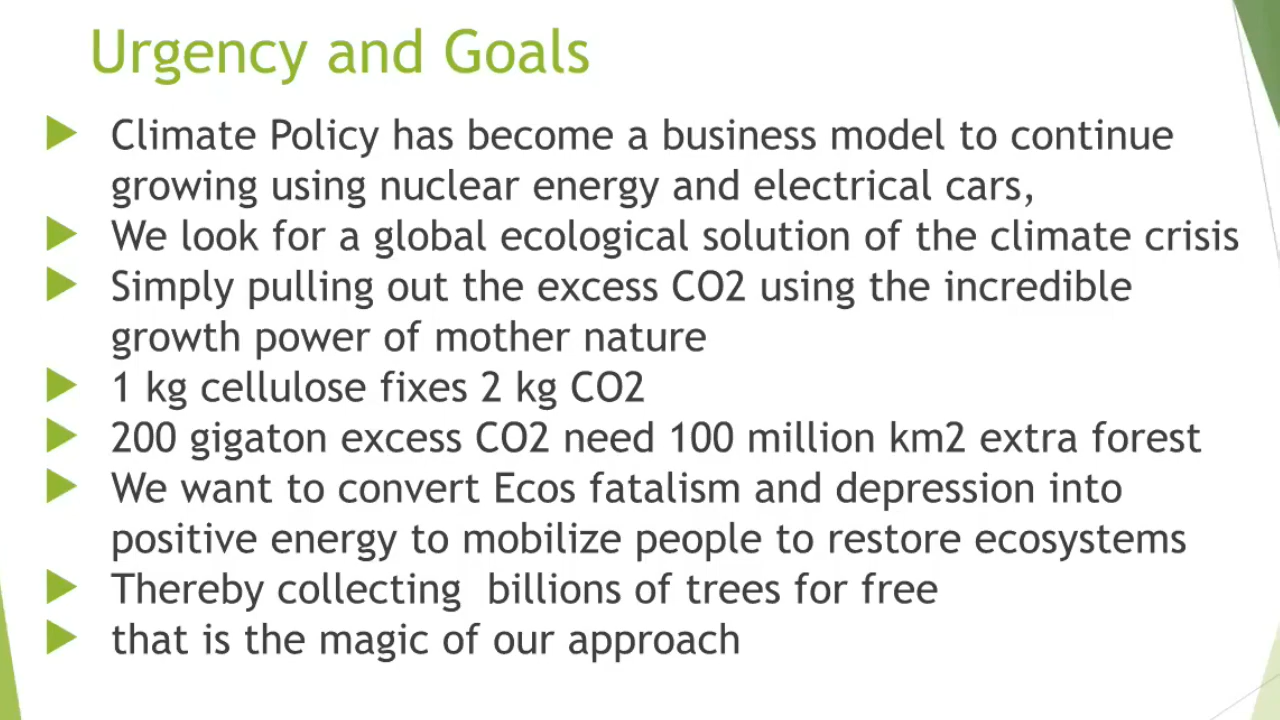 Urgency and Goals
Climate Policy has become a business model to continue
growing using nuclear energy and electrical cars,
We look for a global ecological solution of the climate crisis
Simply pulling out the excess CO2 using the incredible
growth power of mother nature
1 kg cellulose fixes 2 kg CO2
200 gigaton excess CO2 need 100 million km2 extra forest
We want to convert Ecos fatalism and depression into
positive energy to mobilize people to restore ecosystems
Thereby collecting  billions of trees for free
that is the magic of our approach